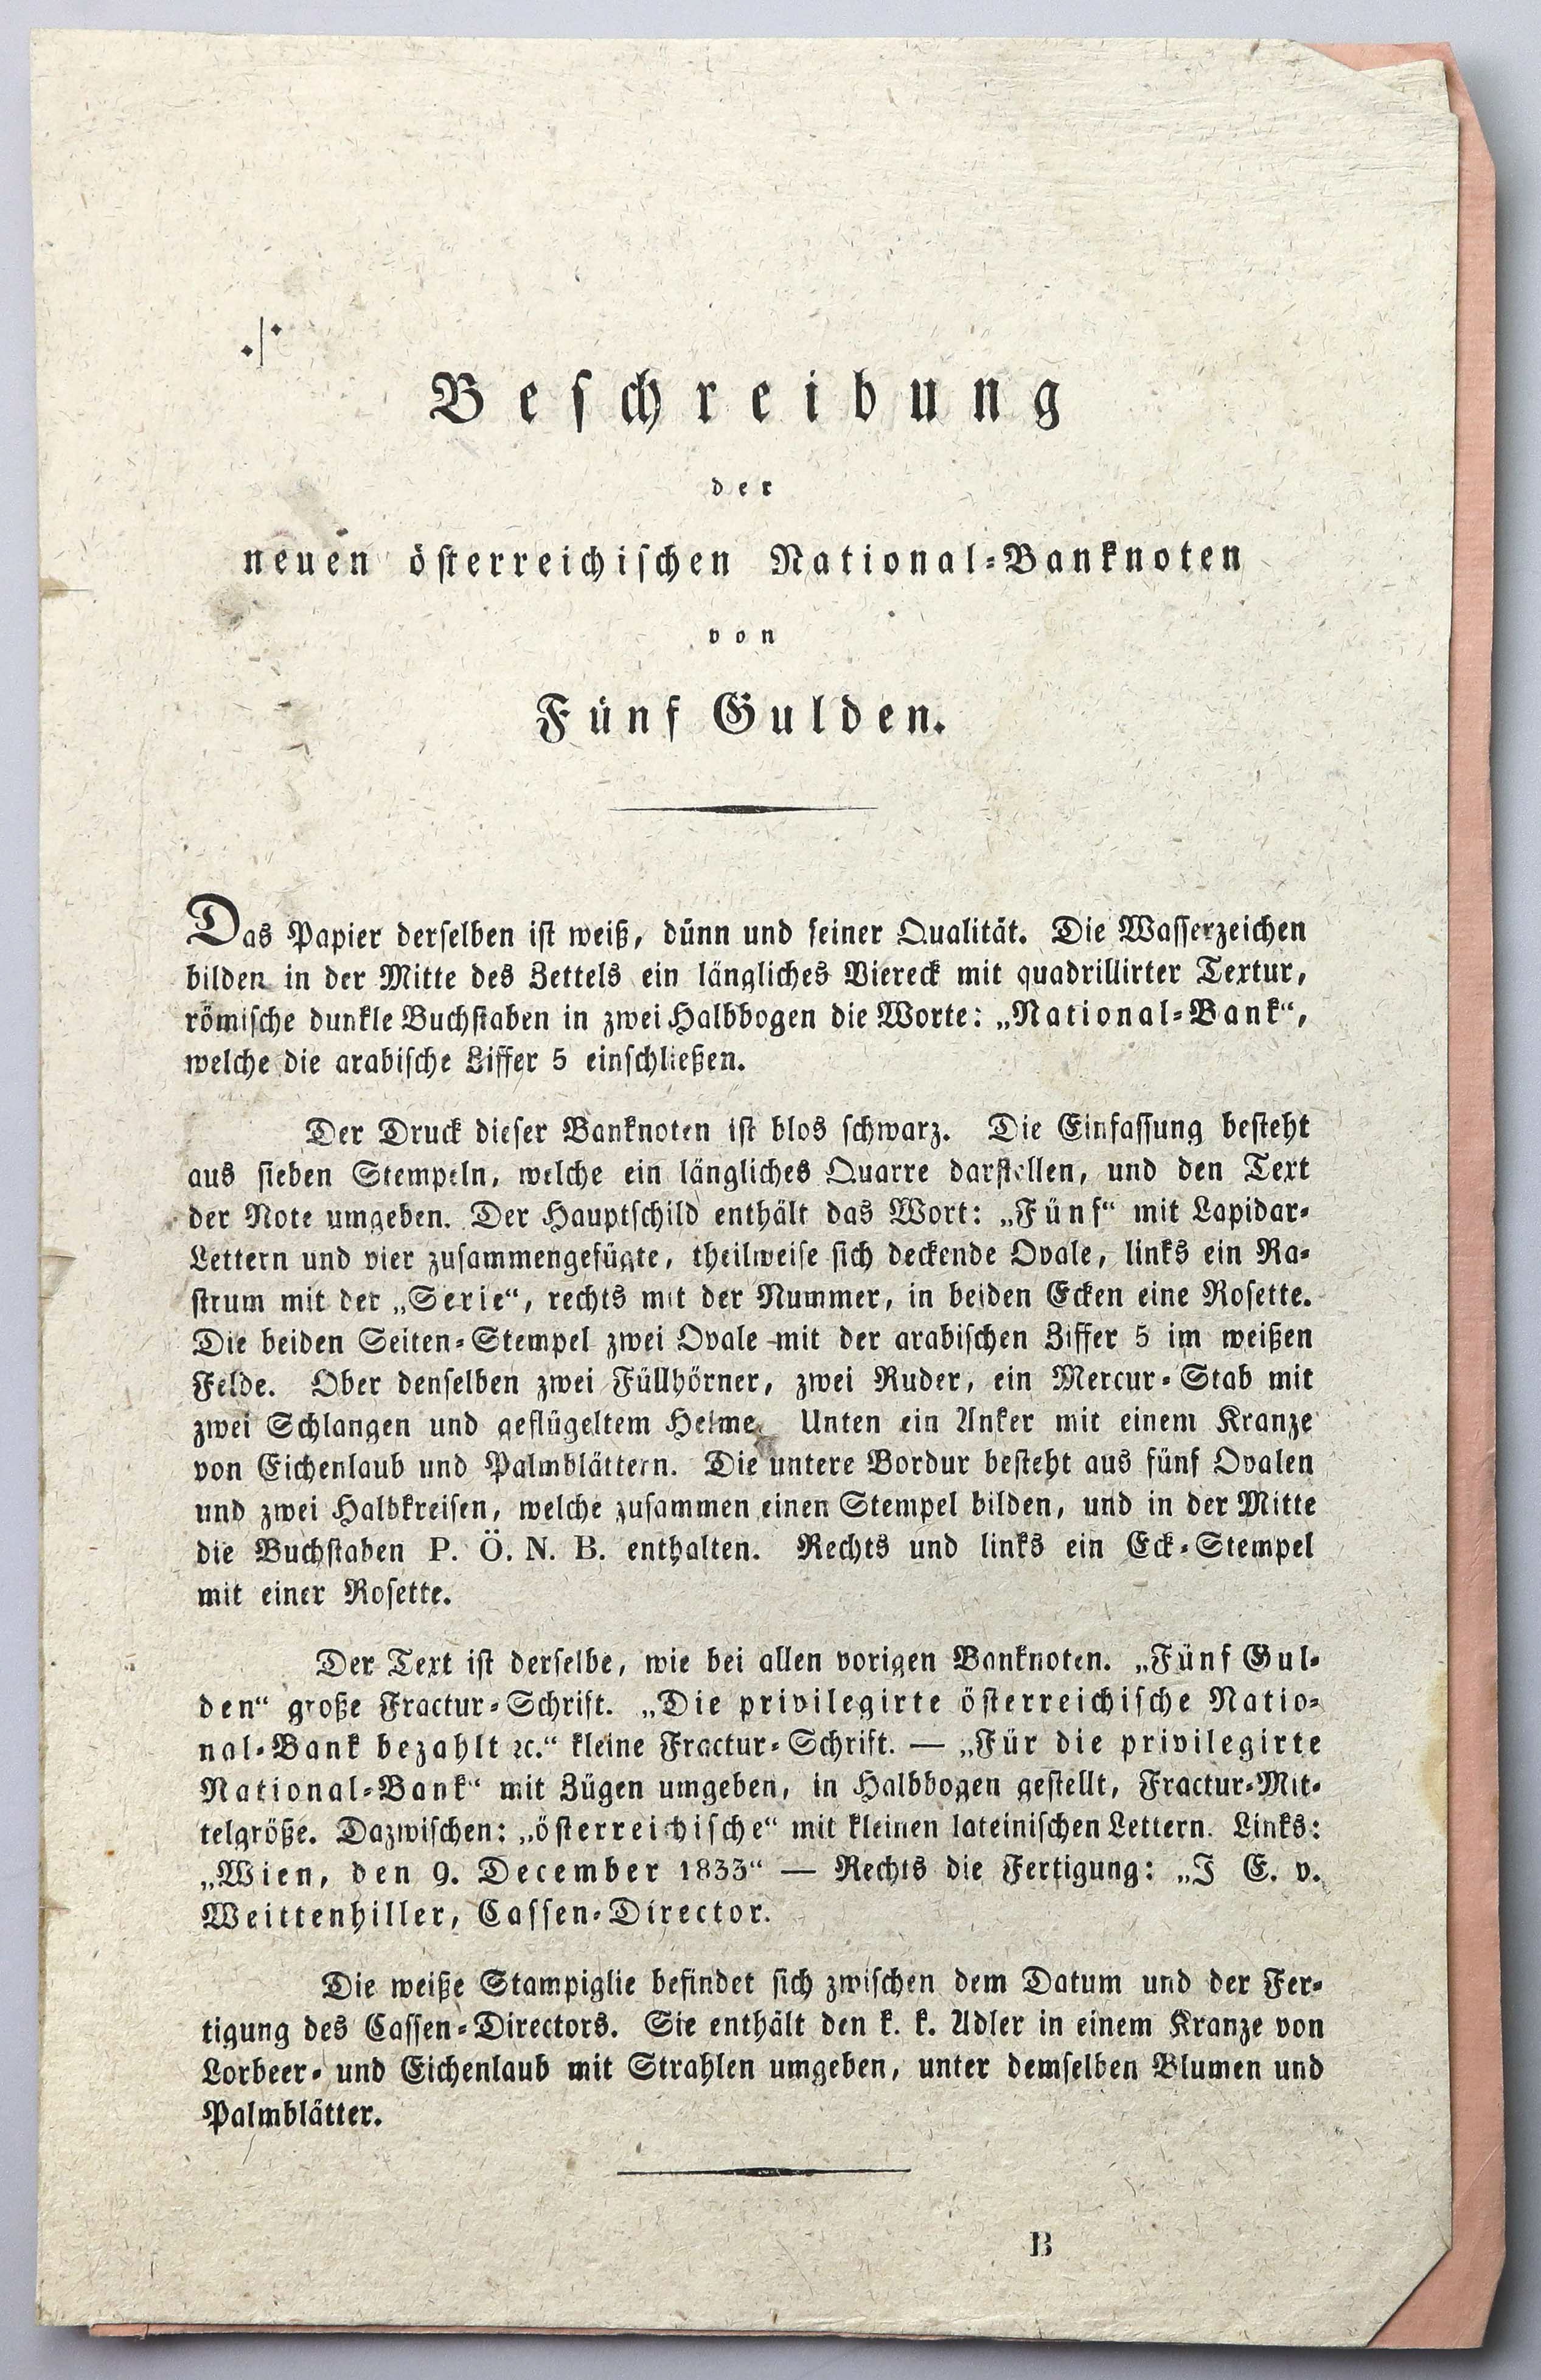 ./.
Beschreibung
der
neuen österreichischen National-Banknoten
von
Fünf Gulden.
Das Papier derselben ist weiß, dünn und feiner Qualität. Die Wasserzeichen
bilden in der Mitte des Zettels ein längliches Viereck mit quadrillirter Textur,
römische dunkle Buchstaben in zwei Halbbogen die Worte: „National-Bank“,
welche die arabische Ziffer 5 einschließen.
Der Druck dieser Banknoten ist blos schwarz. Die Einfassung besteht
aus sieben Stempeln, welche ein längliches Quarre darstellen, und den Text
der Note umgeben. Der Hauptschild enthält das Wort: „Fünf“ mit Lapidar-
Lettern und vier zusammengefügte, theilweise sich deckende Ovale, links ein Ra-
strum mit der „Serie“, rechts mit der Nummer, in beiden Ecken eine Rosette.
Die beiden Seiten-Stempel zwei Ovale mit der arabischen Ziffer 5 im weißen
Felde. Ober denselben zwei Füllhörner, zwei Ruder, ein Mercur-Stab mit
zwei Schlangen und geflügeltem Helme. Unten ein Anker mit einem Kranze
von Eichenlaub und Palmblättern. Die untere Bordur besteht aus fünf Ovalen
und zwei Halbkreisen, welche zusammen einen Stempel bilden, und in der Mitte
die Buchstaben P. Ö. N. B. enthalten. Rechts und links ein Eck-Stempel
mit einer Rosette.
Der Text ist derselbe, wie bei allen vorigen Banknoten. „Fünf Gul-
den“ große Fractur-Schrift. „Die privilegirte österreichische Natio-
nal-Bank bezahlt ꝛc.“ kleine Fractur-Schrift. — „Für die privilegirte
National-Bank“ mit Zügen umgeben, in Halbbogen gestellt, Fractur-Mit-
telgröße. Dazwischen: „österreichische“ mit kleinen lateinischen Lettern. Links:
„Wien, den 9. December 1833“ — Rechts die Fertigung: „J E. v.
Weittenhiller, Cassen-Director.
Die weiße Stampiglie befindet sich zwischen dem Datum und der Fer-
tigung des Cassen-Directors. Sie enthält den k. k. Adler in einem Kranze von
Lorbeer- und Eichenlaub mit Strahlen umgeben, unter demselben Blumen und
Palmblätter.
B